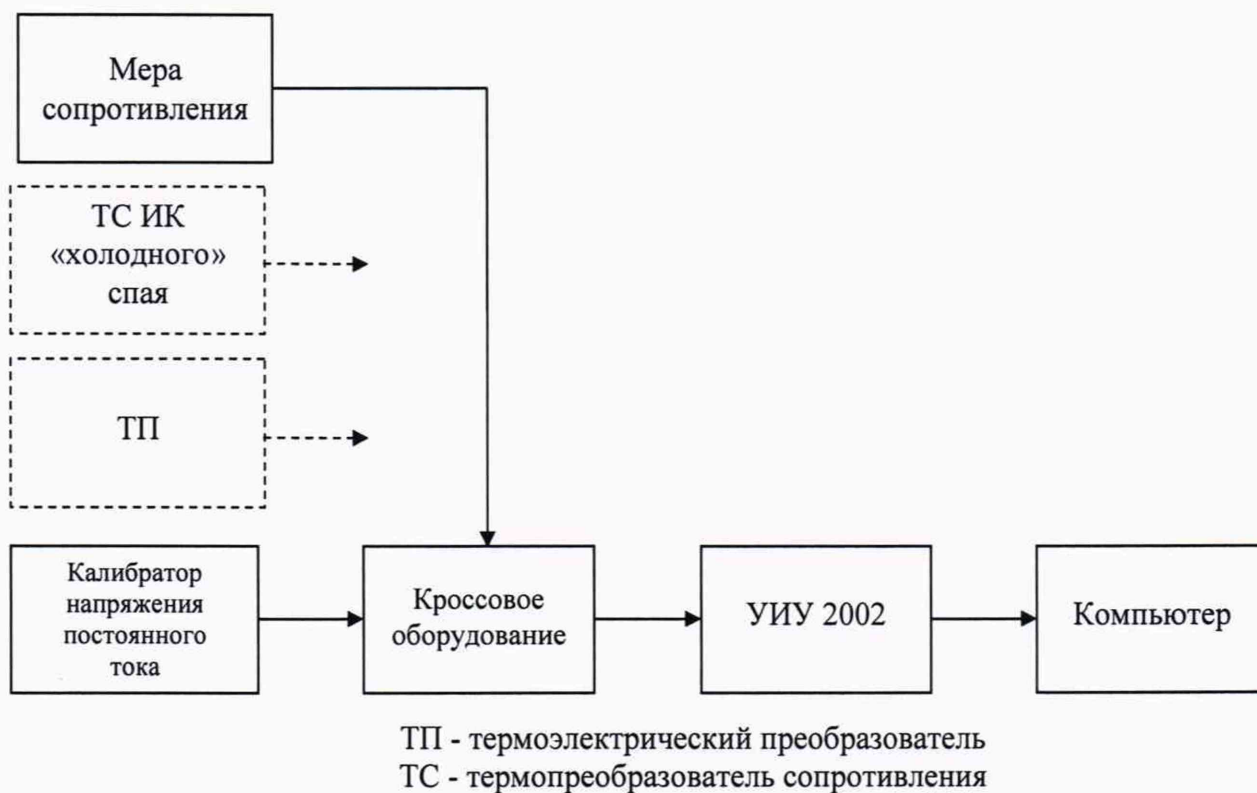 Мера
сопротивления
ТС ИК
«холодного»
спая
ТП
Калибратор
напряжения
постоянного
тока
Кроссовое
оборудование
УИУ 2002
Компьютер
ТП - термоэлектрический преобразователь
ТС - термопреобразователь сопротивления